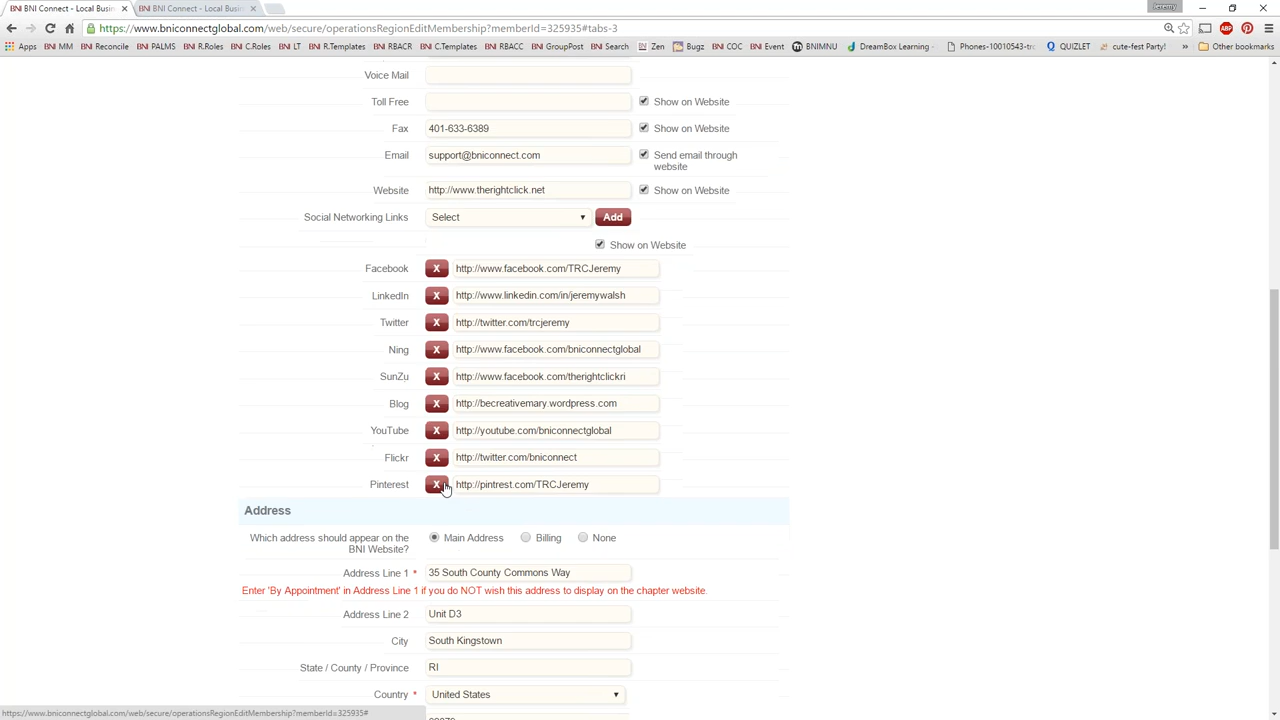 BNI Connect - Local Busin
BNI Connect - Local Busin
Jeremy
https://www.bniconnectglobal.com/web/secure/operationsRegionEditMembership?memberId=325935#tabs-3
Apps BNI MM BNI Reconcile BNI PALMS BNI R.Roles BNI C.Roles BNI LT BNI R.Templates BNI RBACR BNI C.Templates BNI RBACC BNI GroupPost BNI Search Zen Bugz BNI COC BNI Event BNIMNU DreamBox Learning - Phones-10010543-trc QUIZLET cute-fest Party! » Other bookmarks
Voice Mail
Toll Free Show on Website
Fax 401-633-6389 Show on Website
Email support@bniconnect.com Send email through
website
Website http://www.therightclick.net Show on Website
Social Networking Links Select Add
Show on Website
Facebook X http://www.facebook.com/TRCJeremy
LinkedIn X http://www.linkedin.com/in/jeremywalsh
Twitter X http://twitter.com/trcjeremy
Ning X http://www.facebook.com/bniconnectglobal
SunZu X http://www.facebook.com/therightclickri
Blog X http://becreativemary.wordpress.com
YouTube X http://youtube.com/bniconnectglobal
Flickr X http://twitter.com/bniconnect
Pinterest X http://pintrest.com/TRCJeremy
Address
Which address should appear on the
BNI Website? Main Address Billing None
Address Line 1 * 35 South County Commons Way
Enter 'By Appointment' in Address Line 1 if you do NOT wish this address to display on the chapter website.
Address Line 2 Unit D3
City South Kingstown
State / County / Province RI
Country * United States
https://www.bniconnectglobal.com/web/secure/operationsRegionEditMembership?memberId=325935#